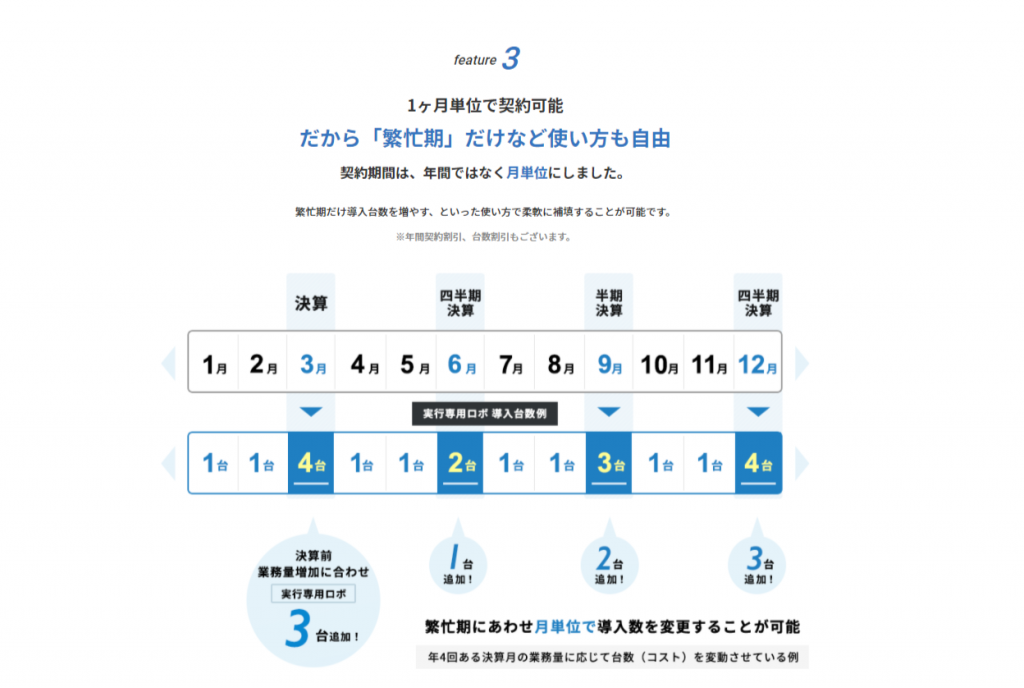 feature 3
1ヶ月単位で契約可能
だから「繁忙期」だけなど使い方も自由
契約期間は、年間ではなく月単位にしました。
繁忙期だけ導入台数を増やす、といった使い方で柔軟に補填することが可能です。
※年間契約割引、台数割引もございます。
決算
四半期
決算
半期
決算
四半期
決算
1月 2月 3月 4月 5月 6月 7月 8月 9月 10月 11月 12月
実行専用ロボ 導入台数例
1台 1台 4台 1台 1台 2台 1台 1台 3台 1台 1台 4台
決算前
業務量増加に合わせ
実行専用ロボ
3台追加！
1台
追加！
2台
追加！
3台
追加！
繁忙期にあわせ月単位で導入数を変更することが可能
年4回ある決算月の業務量に応じて台数（コスト）を変動させている例